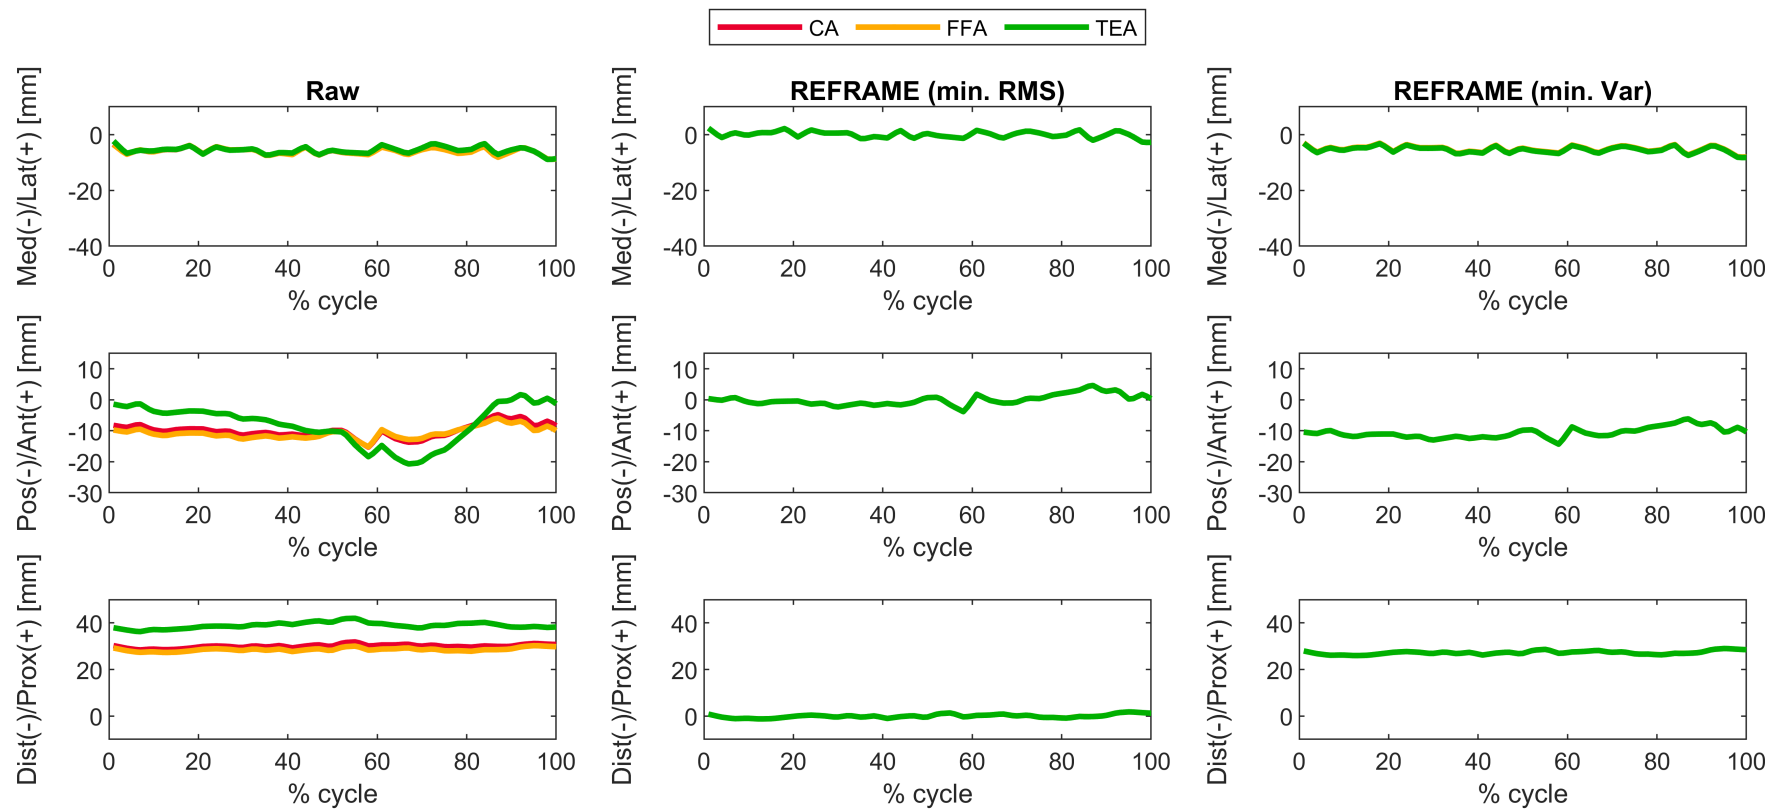 CA FFA TEA
Raw
REFRAME (min. RMS)
REFRAME (min. Var)
Med(-)/Lat(+) [mm]
0
-20
-40
0 20 40 60 80 100
% cycle
Med(-)/Lat(+) [mm]
0
-20
-40
0 20 40 60 80 100
% cycle
Med(-)/Lat(+) [mm]
0
-20
-40
0 20 40 60 80 100
% cycle
Pos(-)/Ant(+) [mm]
10
0
-10
-20
-30
0 20 40 60 80 100
% cycle
Pos(-)/Ant(+) [mm]
10
0
-10
-20
-30
0 20 40 60 80 100
% cycle
Pos(-)/Ant(+) [mm]
10
0
-10
-20
-30
0 20 40 60 80 100
% cycle
Dist(-)/Prox(+) [mm]
40
20
0
0 20 40 60 80 100
% cycle
Dist(-)/Prox(+) [mm]
40
20
0
0 20 40 60 80 100
% cycle
Dist(-)/Prox(+) [mm]
40
20
0
0 20 40 60 80 100
% cycle